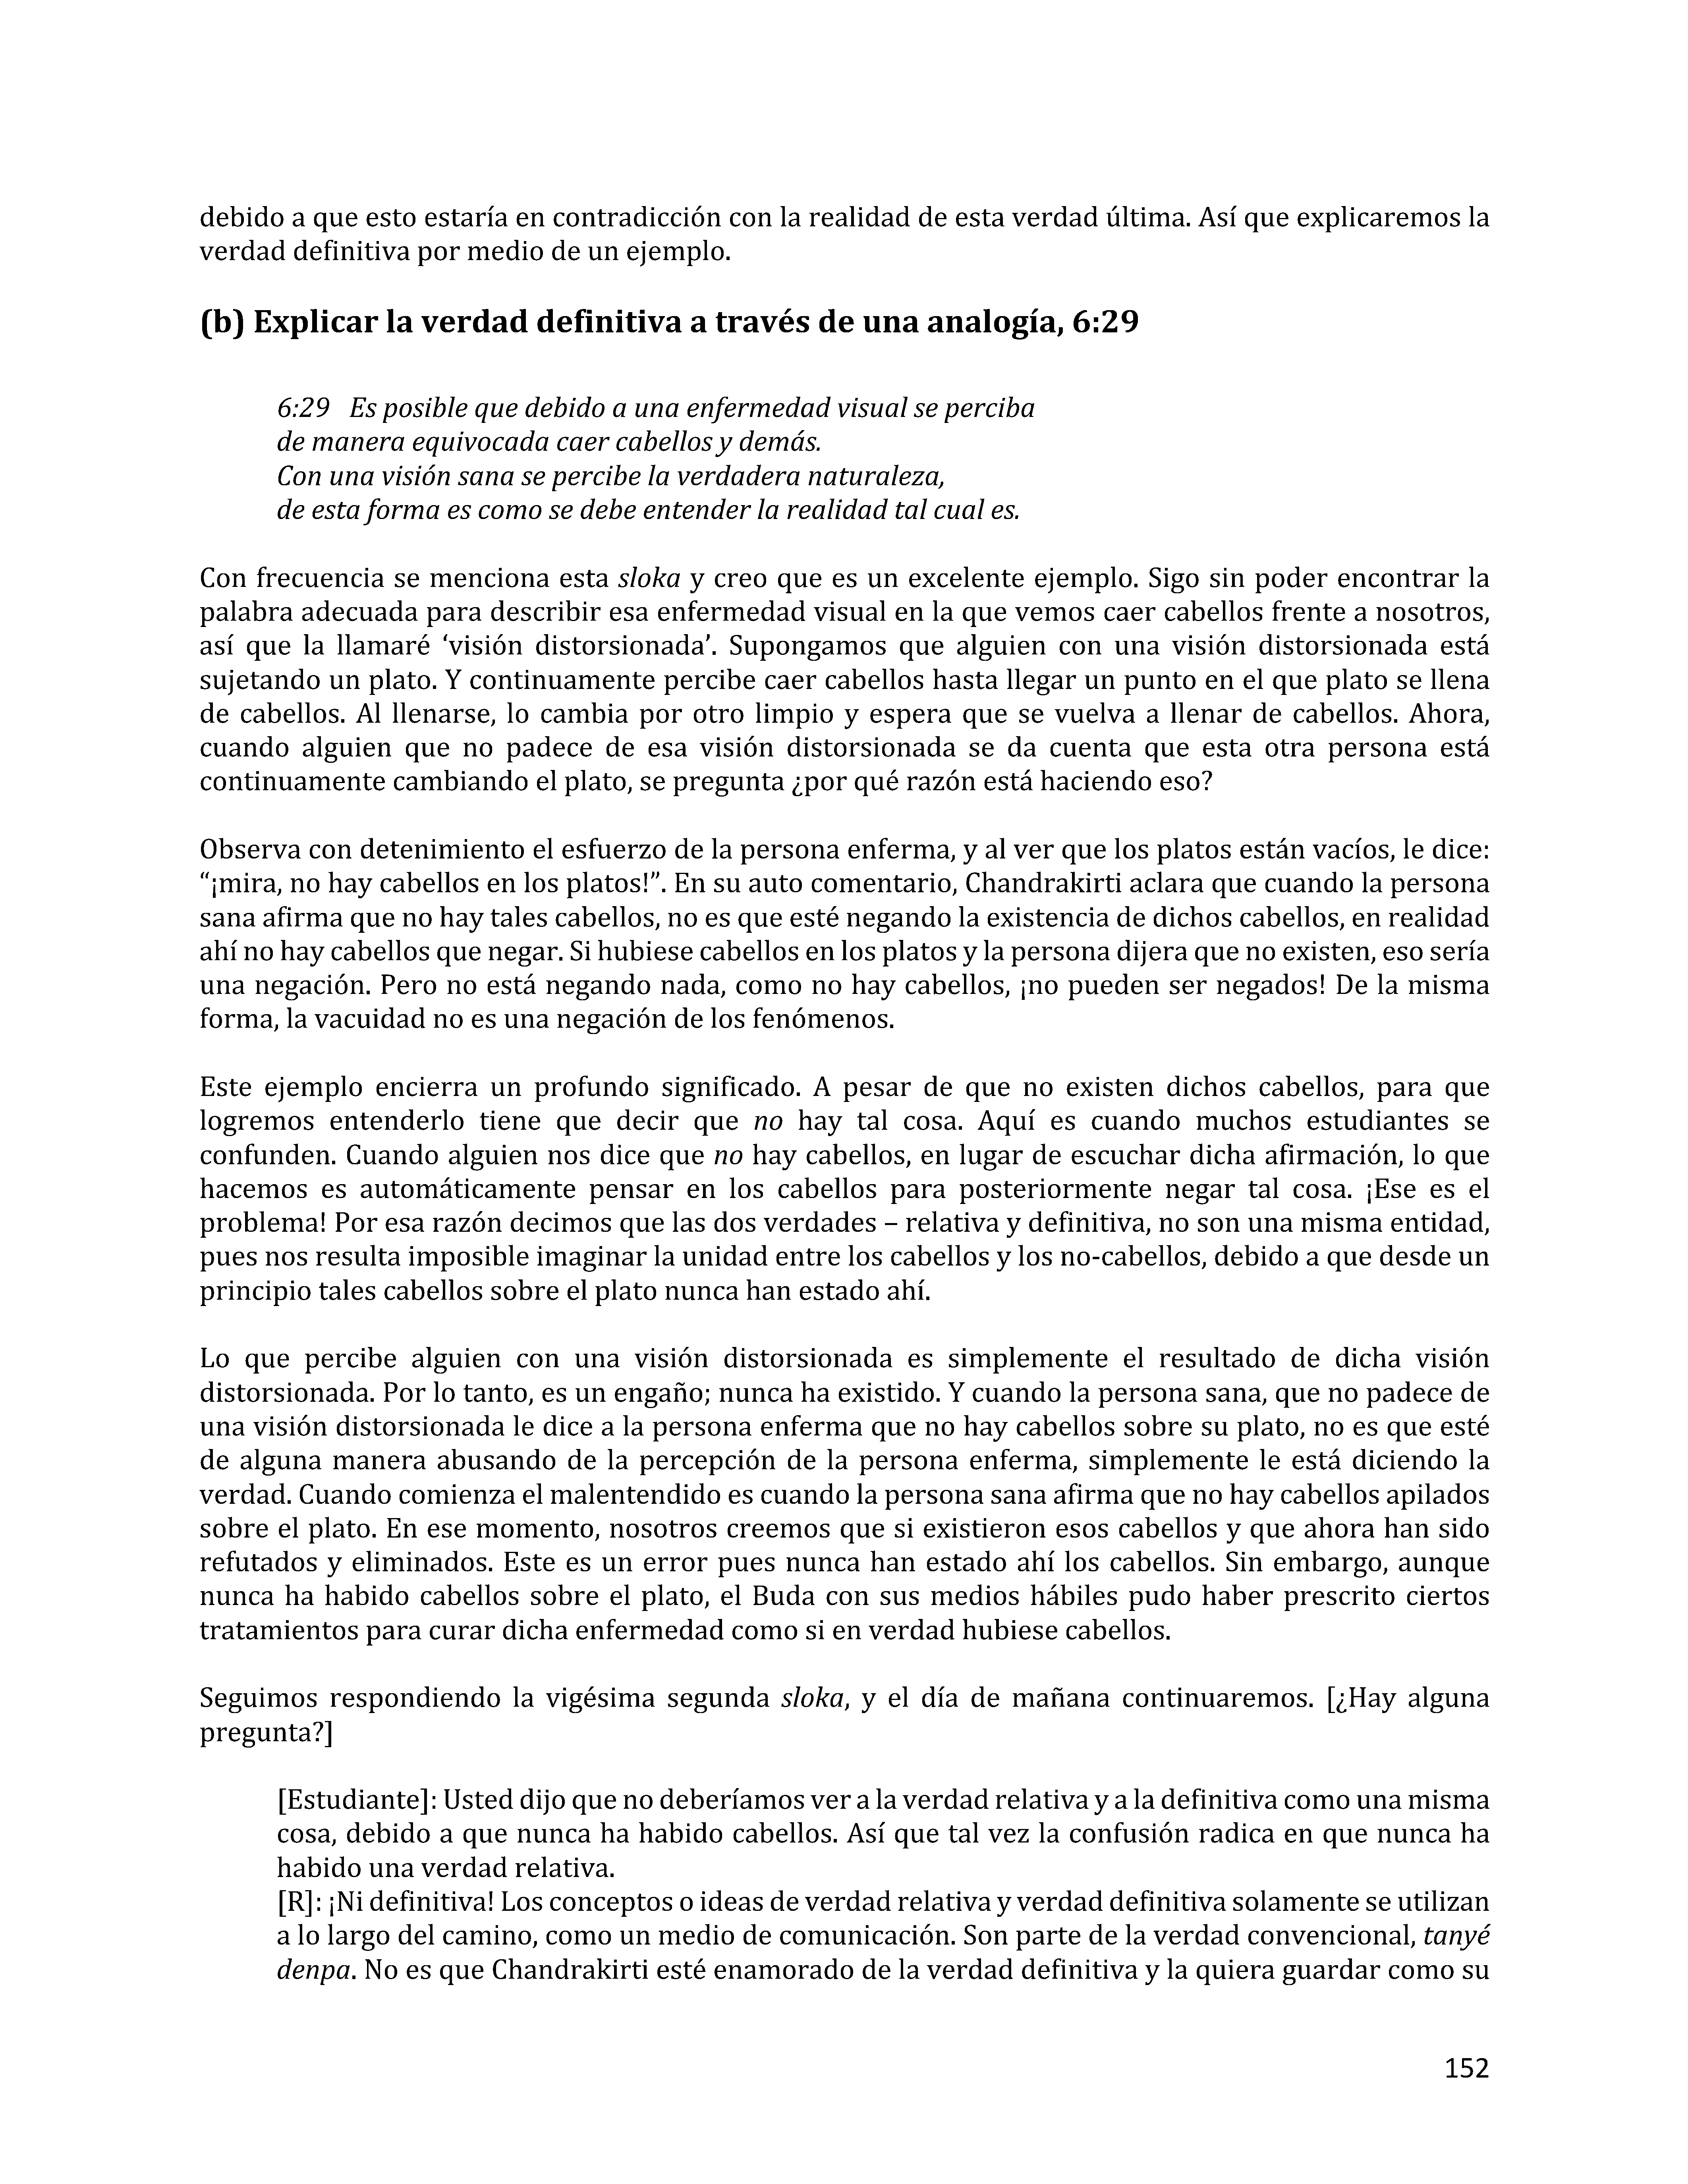 debido a que esto estaría en contradicción con la realidad de esta verdad última. Así que explicaremos la
verdad definitiva por medio de un ejemplo.
(b) Explicar la verdad definitiva a través de una analogía, 6:29
6:29 Es posible que debido a una enfermedad visual se perciba
de manera equivocada caer cabellos y demás.
Con una visión sana se percibe la verdadera naturaleza,
de esta forma es como se debe entender la realidad tal cual es.
Con frecuencia se menciona esta sloka y creo que es un excelente ejemplo. Sigo sin poder encontrar la
palabra adecuada para describir esa enfermedad visual en la que vemos caer cabellos frente a nosotros,
así que la llamaré ‘visión distorsionada’. Supongamos que alguien con una visión distorsionada está
sujetando un plato. Y continuamente percibe caer cabellos hasta llegar un punto en el que plato se llena
de cabellos. Al llenarse, lo cambia por otro limpio y espera que se vuelva a llenar de cabellos. Ahora,
cuando alguien que no padece de esa visión distorsionada se da cuenta que esta otra persona está
continuamente cambiando el plato, se pregunta ¿por qué razón está haciendo eso?
Observa con detenimiento el esfuerzo de la persona enferma, y al ver que los platos están vacíos, le dice:
“¡mira, no hay cabellos en los platos!”. En su auto comentario, Chandrakirti aclara que cuando la persona
sana afirma que no hay tales cabellos, no es que esté negando la existencia de dichos cabellos, en realidad
ahí no hay cabellos que negar. Si hubiese cabellos en los platos y la persona dijera que no existen, eso sería
una negación. Pero no está negando nada, como no hay cabellos, ¡no pueden ser negados! De la misma
forma, la vacuidad no es una negación de los fenómenos.
Este ejemplo encierra un profundo significado. A pesar de que no existen dichos cabellos, para que
logremos entenderlo tiene que decir que no hay tal cosa. Aquí es cuando muchos estudiantes se
confunden. Cuando alguien nos dice que no hay cabellos, en lugar de escuchar dicha afirmación, lo que
hacemos es automáticamente pensar en los cabellos para posteriormente negar tal cosa. ¡Ese es el
problema! Por esa razón decimos que las dos verdades – relativa y definitiva, no son una misma entidad,
pues nos resulta imposible imaginar la unidad entre los cabellos y los no-cabellos, debido a que desde un
principio tales cabellos sobre el plato nunca han estado ahí.
Lo que percibe alguien con una visión distorsionada es simplemente el resultado de dicha visión
distorsionada. Por lo tanto, es un engaño; nunca ha existido. Y cuando la persona sana, que no padece de
una visión distorsionada le dice a la persona enferma que no hay cabellos sobre su plato, no es que esté
de alguna manera abusando de la percepción de la persona enferma, simplemente le está diciendo la
verdad. Cuando comienza el malentendido es cuando la persona sana afirma que no hay cabellos apilados
sobre el plato. En ese momento, nosotros creemos que si existieron esos cabellos y que ahora han sido
refutados y eliminados. Este es un error pues nunca han estado ahí los cabellos. Sin embargo, aunque
nunca ha habido cabellos sobre el plato, el Buda con sus medios hábiles pudo haber prescrito ciertos
tratamientos para curar dicha enfermedad como si en verdad hubiese cabellos.
Seguimos respondiendo la vigésima segunda sloka, y el día de mañana continuaremos. [¿Hay alguna
pregunta?]
[Estudiante]: Usted dijo que no deberíamos ver a la verdad relativa y a la definitiva como una misma
cosa, debido a que nunca ha habido cabellos. Así que tal vez la confusión radica en que nunca ha
habido una verdad relativa.
[R]: ¡Ni definitiva! Los conceptos o ideas de verdad relativa y verdad definitiva solamente se utilizan
a lo largo del camino, como un medio de comunicación. Son parte de la verdad convencional, tanyé
denpa. No es que Chandrakirti esté enamorado de la verdad definitiva y la quiera guardar como su
152